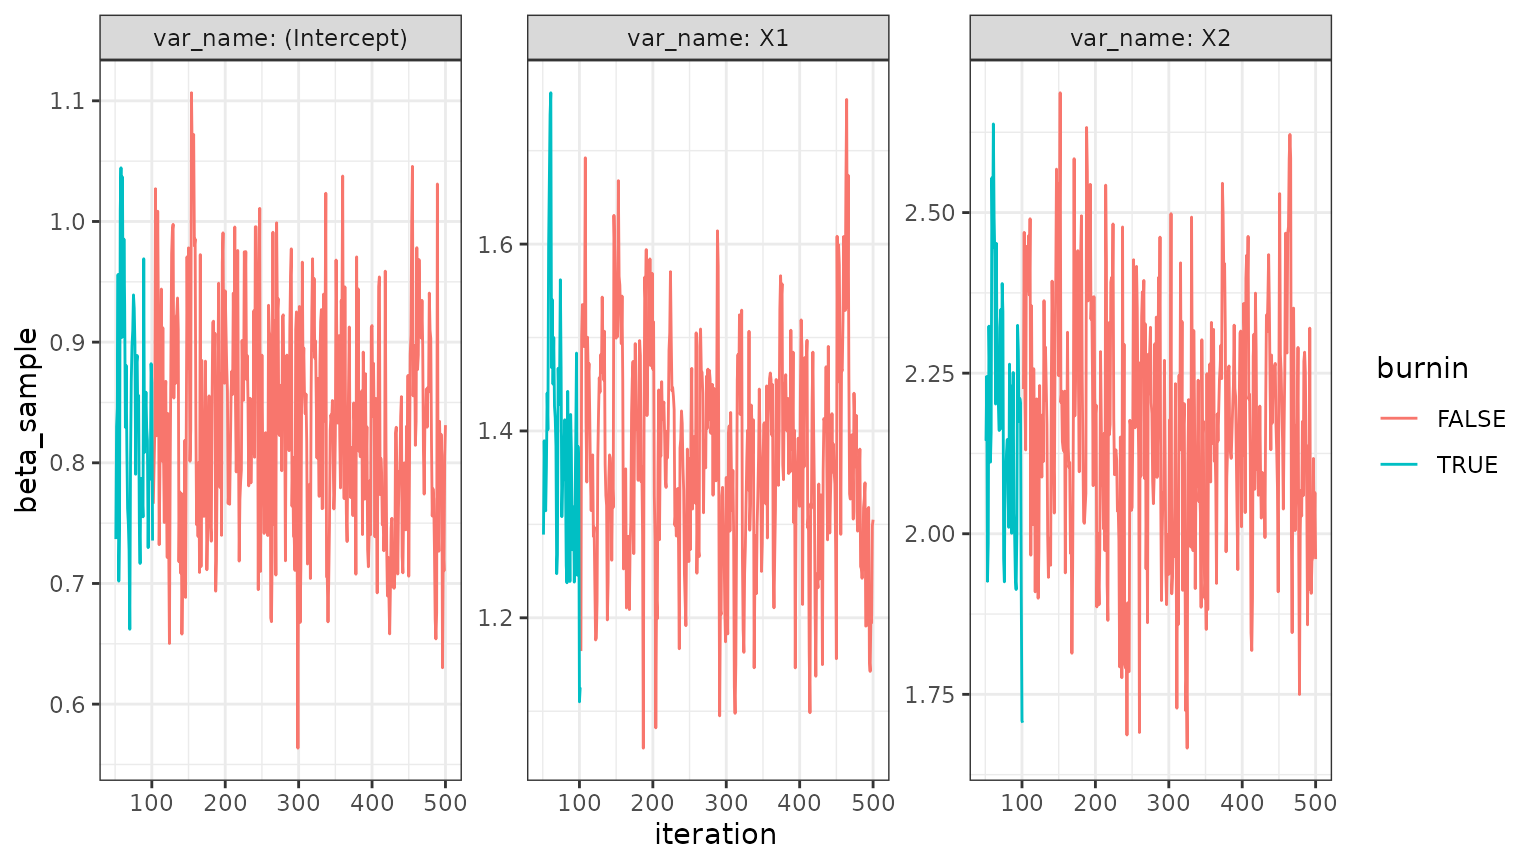 var_name: (Intercept)
var_name: X1
var_name: X2
beta_sample
1.1
1.0
0.9
0.8
0.7
0.6
1.6
1.4
1.2
2.50
2.25
2.00
1.75
100 200 300 400 500
100 200 300 400 500
100 200 300 400 500
iteration
burnin
FALSE
TRUE